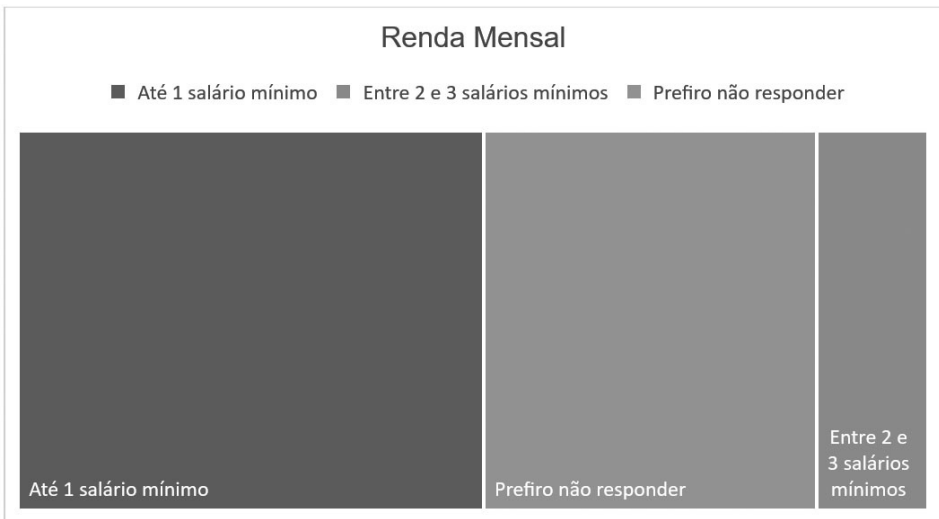 Renda Mensal
Até 1 salário mínimo Entre 2 e 3 salários mínimos Prefiro não responder
Até 1 salário mínimo
Prefiro não responder
Entre 2 e
3 salários
mínimos